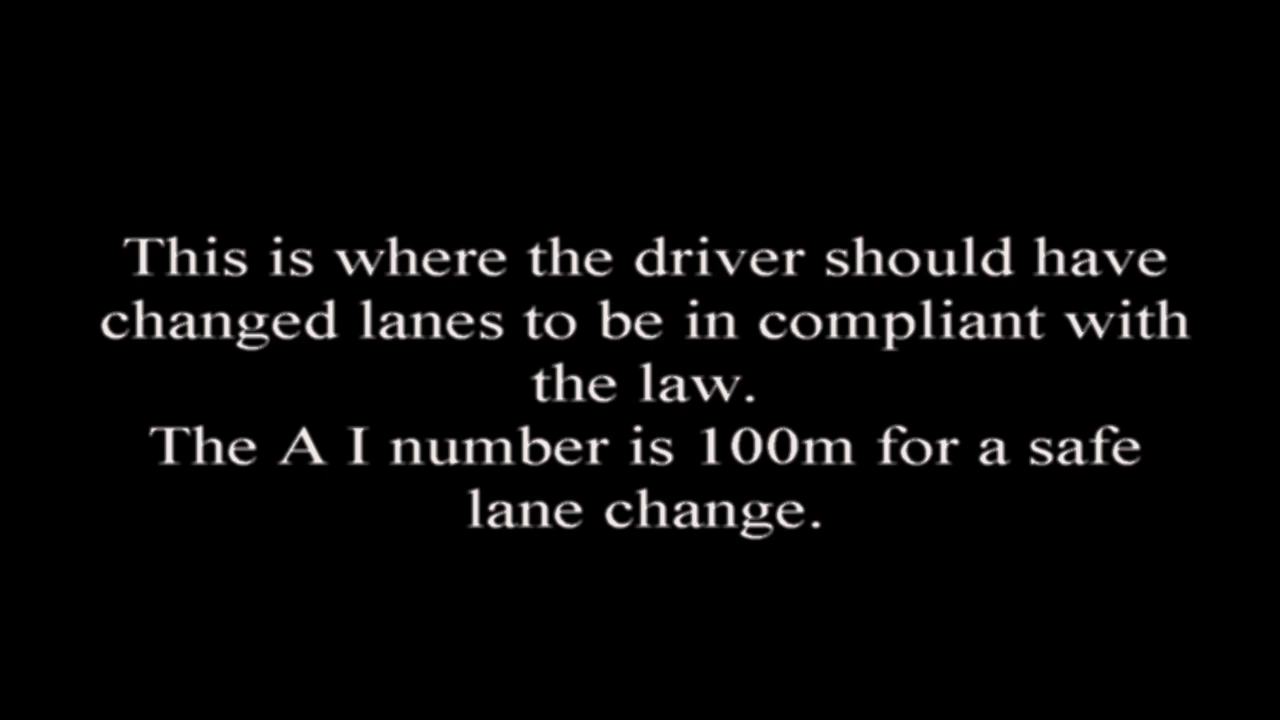 This is where the driver should have
changed lanes to be in compliant with
the law.
The A I number is 100m for a safe
lane change.